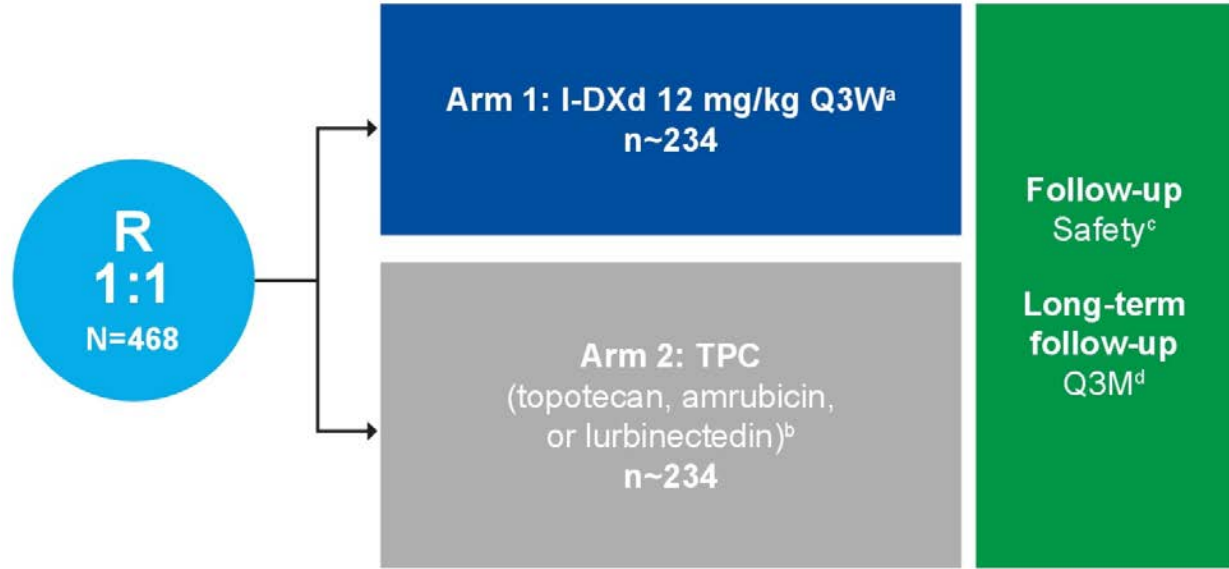 R
1:1
N=468
Arm 1: I-DXd 12 mg/kg Q3Wᵃ
n~234
Arm 2: TPC
(topotecan, amrubicin,
or lurbinectedin)ᵇ
n~234
Follow-up
Safetyᶜ
Long-term
follow-up
Q3Mᵈ